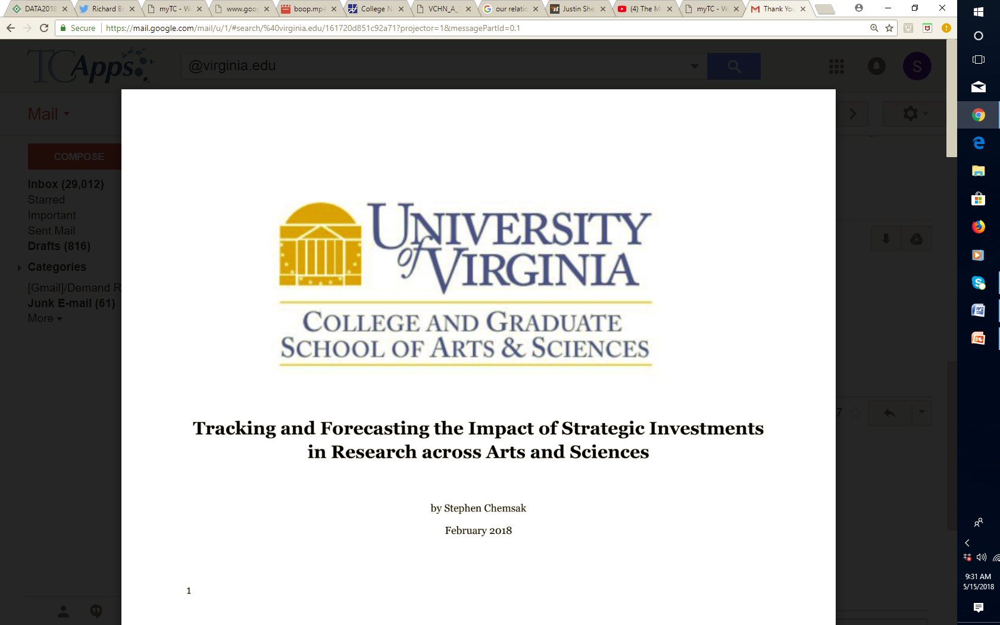 DATA2018
Richard B
myTC - W
www.goo
boop.mp4
College N
VCHN_A_
our relatio
Justin She
(4) The M
myTC - W
Thank You
Secure
https://mail.google.com/mail/u/1/#search/%40virginia.edu/161720d851c92a71?projector=1&messagePartId=0.1
TCApps
@virginia.edu
S
Mail
COMPOSE
Inbox (29,012)
Starred
Important
Sent Mail
Drafts (816)
Categories
[Gmail]/Demand R
Junk E-mail (61)
More
7
UNIVERSITY
of VIRGINIA
COLLEGE AND GRADUATE
SCHOOL OF ARTS & SCIENCES
Tracking and Forecasting the Impact of Strategic Investments
in Research across Arts and Sciences
by Stephen Chemsak
February 2018
1
9:31 AM
5/15/2018